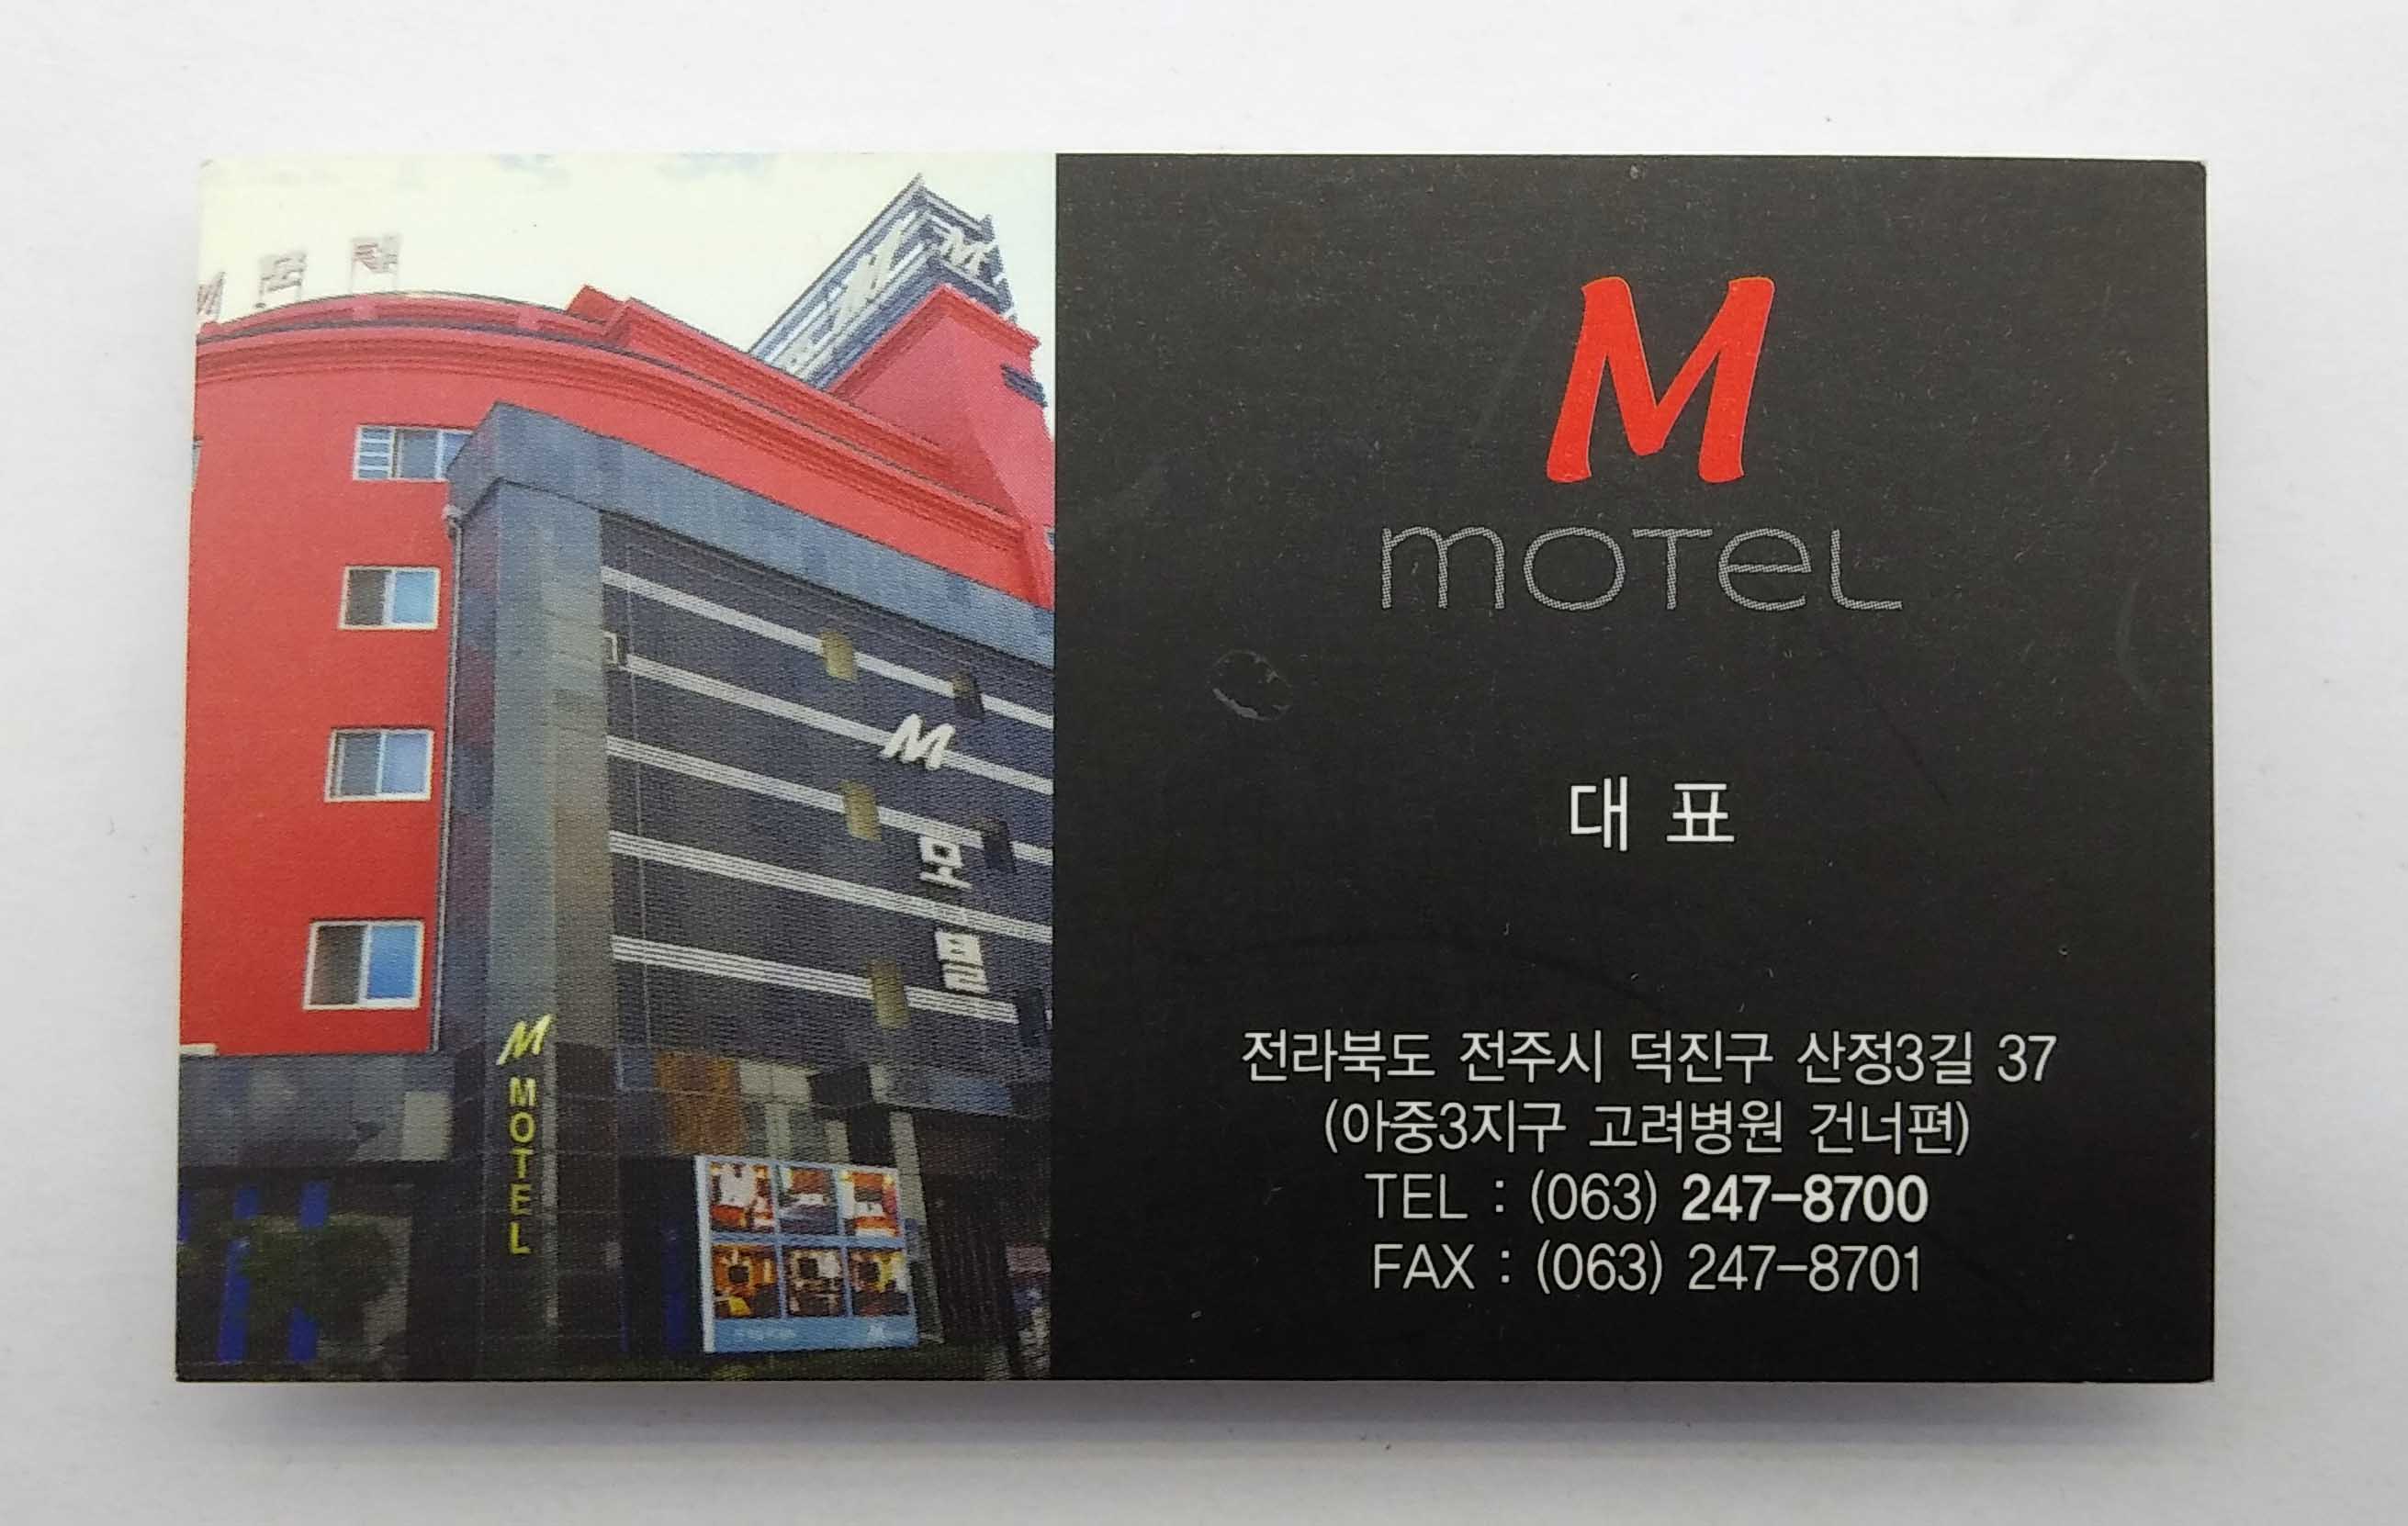 M 모텔
M
M
M
모
텔
M
MOTEL
M
MOTEL
대 표
전라북도 전주시 덕진구 산정3길 37
(아중3지구 고려병원 건너편)
TEL : (063) 247-8700
FAX : (063) 247-8701